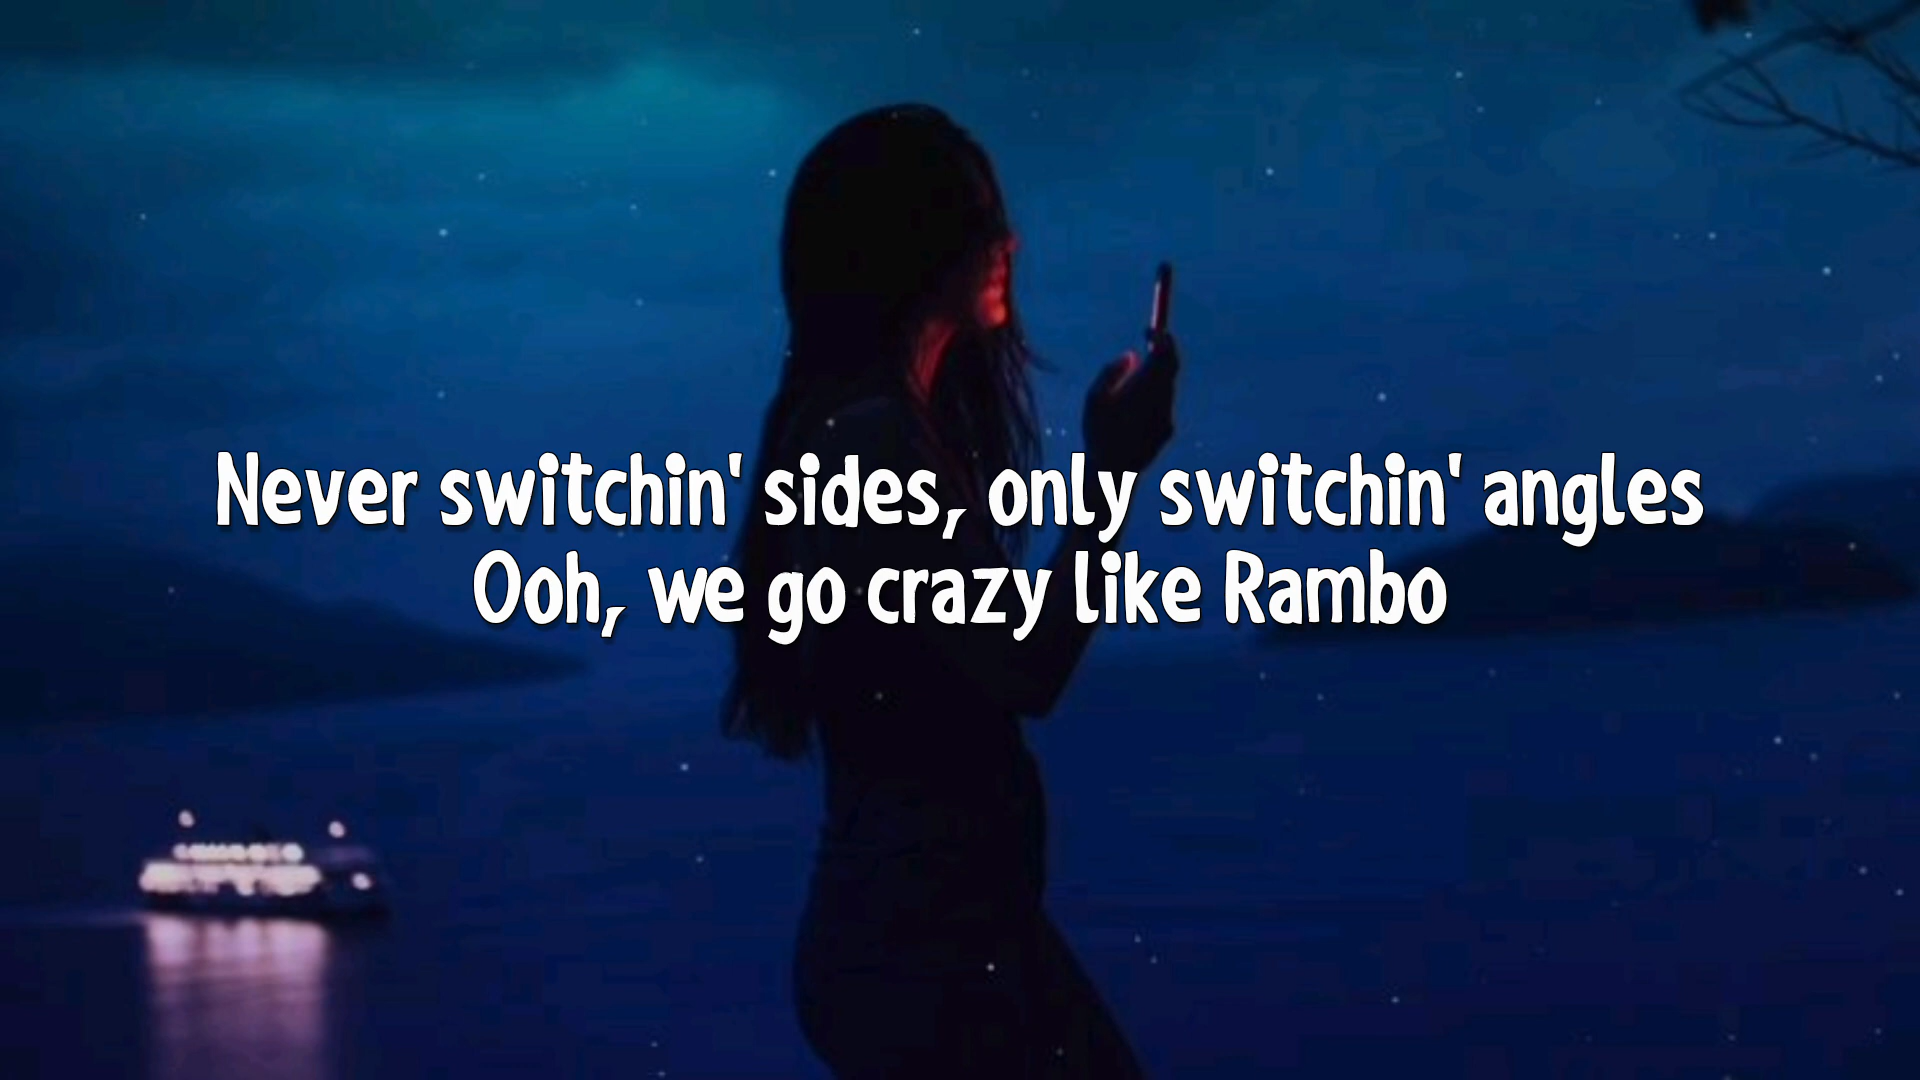 Never switchin' sides, only switchin' angles
Ooh, we go crazy like Rambo